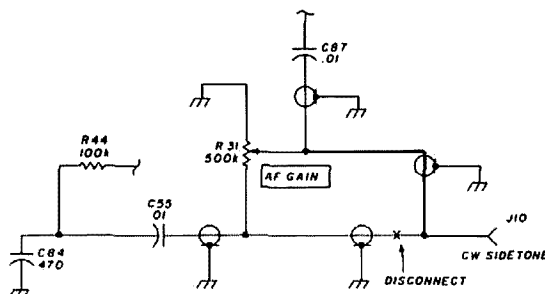 C87
.01
R44
100k
R31
500k
AF GAIN
C55
01
C84
470
J10
CW SIDETONE
DISCONNECT